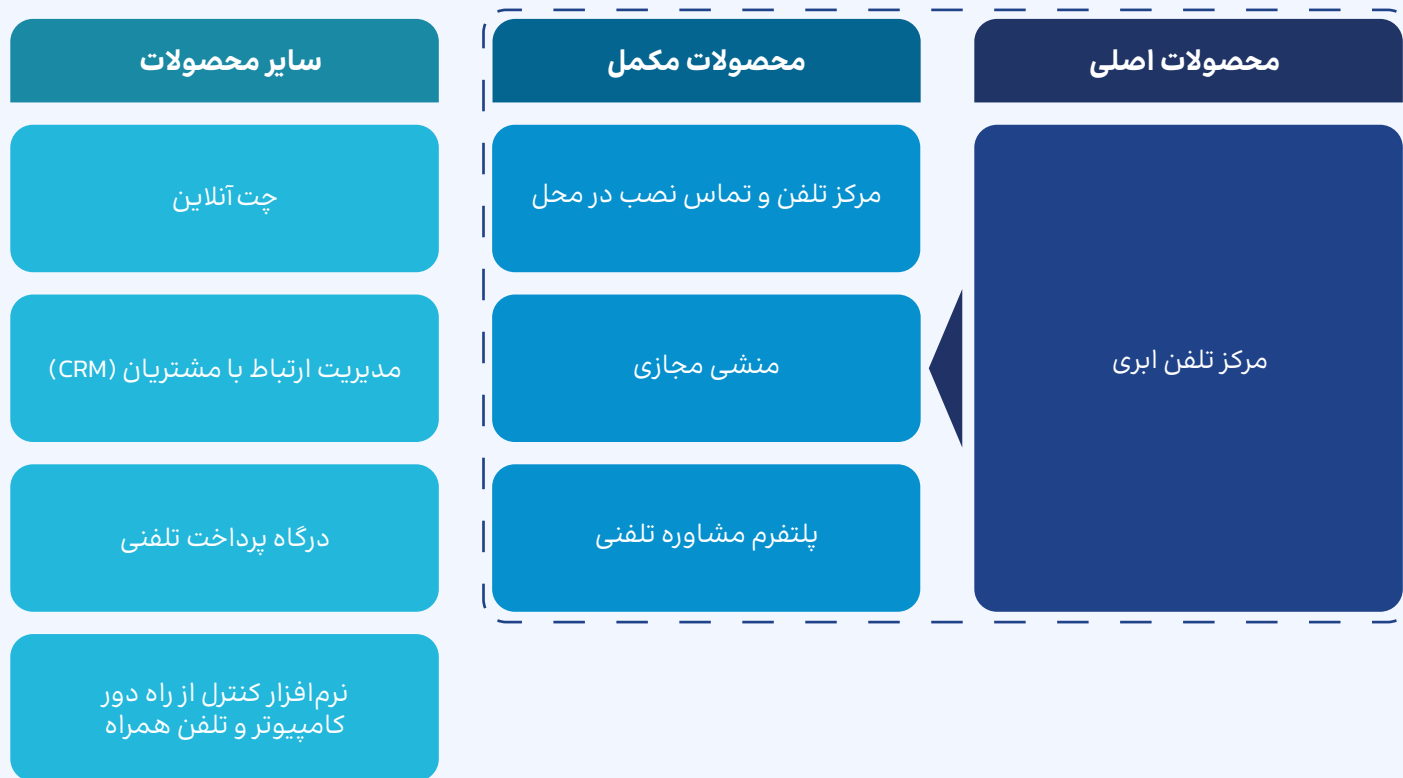 محصولات اصلی
مرکز تلفن ابری
محصولات مکمل
مرکز تلفن و تماس نصب در محل
منشی مجازی
پلتفرم مشاوره تلفنی
سایر محصولات
چت آنلاین
مدیریت ارتباط با مشتریان (CRM)
درگاه پرداخت تلفنی
نرم‌افزار کنترل از راه دور
کامپیوتر و تلفن همراه